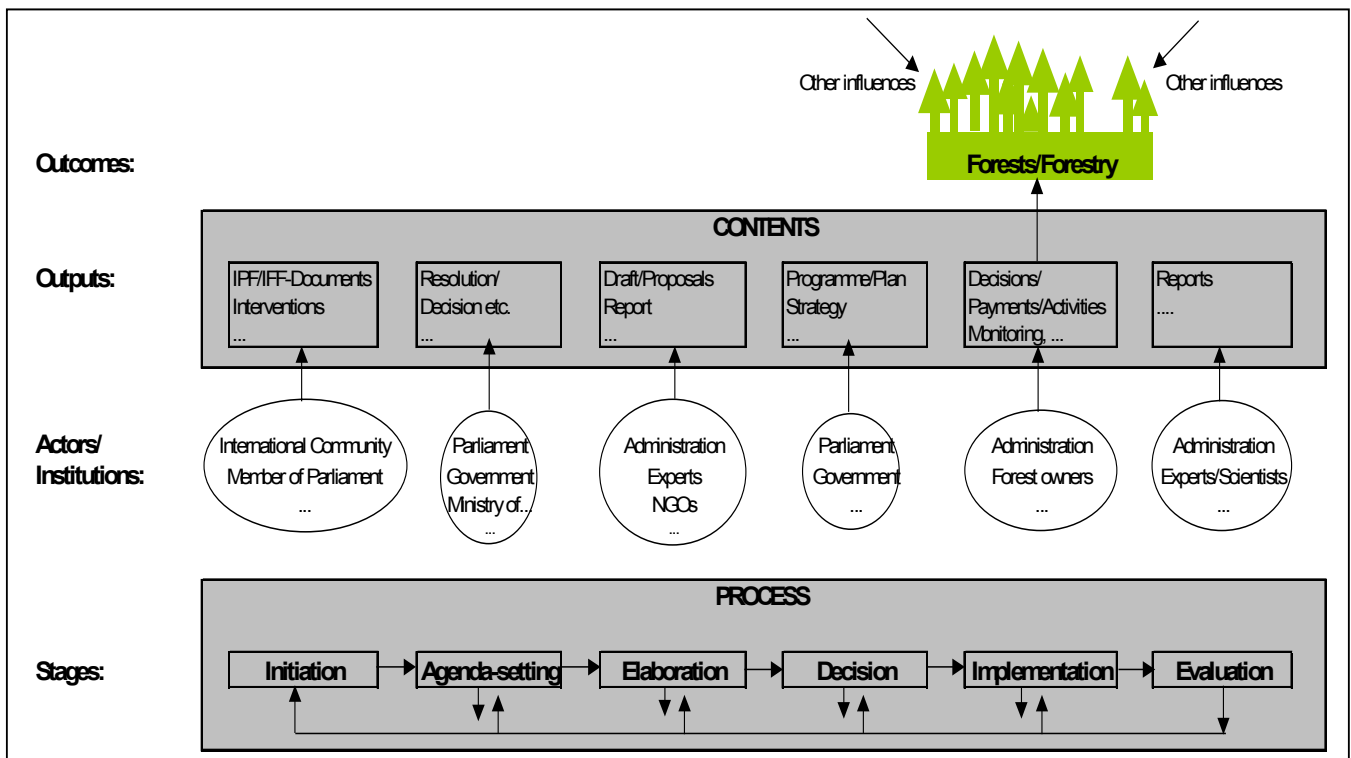 Other influences
Other influences
Outcomes:
Forests/Forestry
CONTENTS
Outputs:
IPF/IFF-Documents
Interventions
...
Resolution/
Decision etc.
...
Draft/Proposals
Report
...
Programme/Plan
Strategy
...
Decisions/
Payments/Activities
Monitoring, ...
Reports
....
Actors/
Institutions:
International Community
Member of Parliament
...
Parliament
Government
Ministry of...
...
Administration
Experts
NGOs
...
Parliament
Government
...
Administration
Forest owners
...
Administration
Experts/Scientists
...
PROCESS
Stages:
Initiation
Agenda-setting
Elaboration
Decision
Implementation
Evaluation